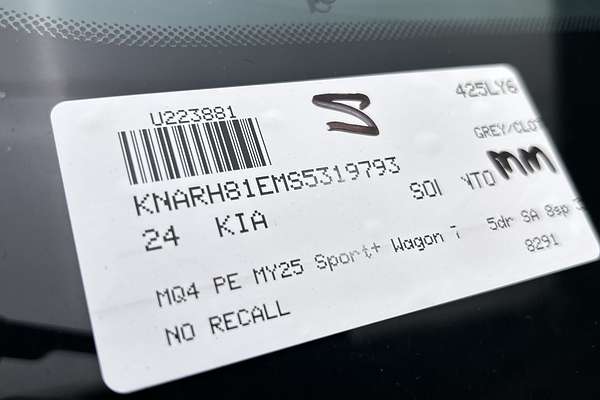 U223881
S
425LY6
GREY/CLOT
KNARH81EMS5319793
SOI YTO MM
24 KIA
MQ4 PE MY25 Sport+ Wagon 7 5dr SA 8sp
8291
NO RECALL